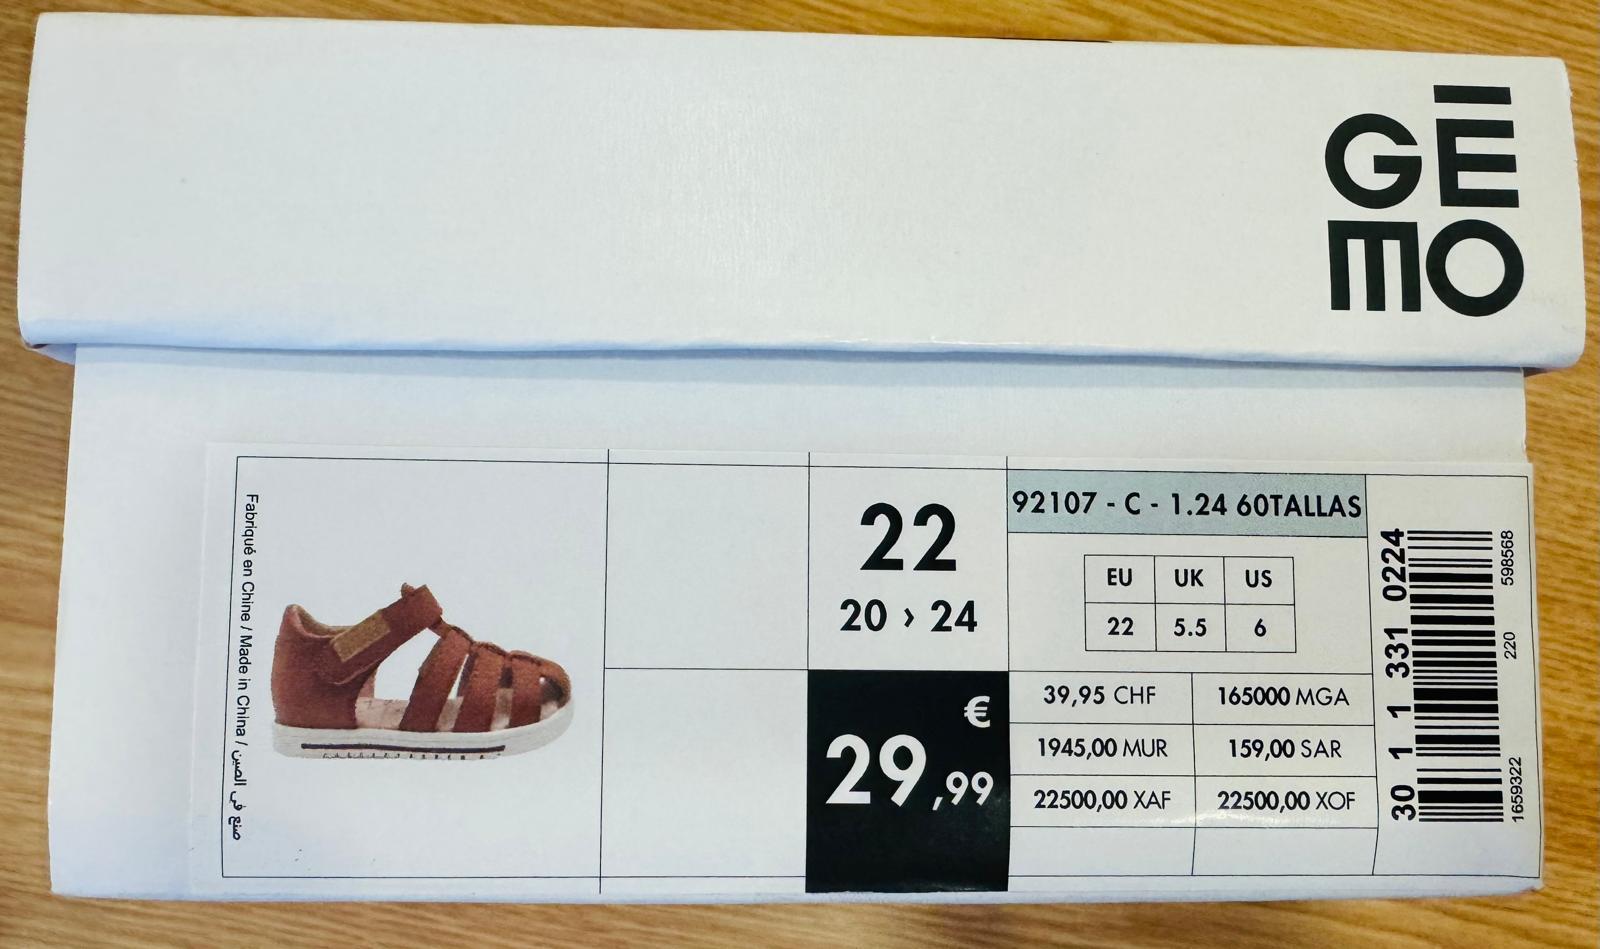 GÉ
MO
Fabriqué en Chine / Made in China / صنع في الصين
22
20 › 24
€
29,99
92107 - C - 1.24 60TALLAS
EU UK US
22 5.5 6
39,95 CHF 165000 MGA
1945,00 MUR 159,00 SAR
22500,00 XAF 22500,00 XOF
30 1 1 331 0224
1659322 220 598568